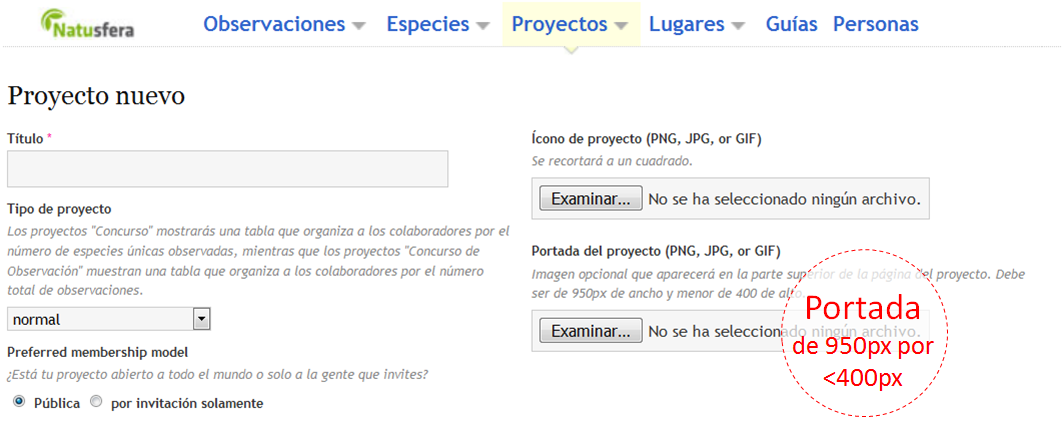 Natusfera
Observaciones Especies Proyectos Lugares Guías Personas
Proyecto nuevo
Título *
Tipo de proyecto
Los proyectos "Concurso" mostrarás una tabla que organiza a los colaboradores por el
número de especies únicas observadas, mientras que los proyectos "Concurso de
Observación" muestran una tabla que organiza a los colaboradores por el número
total de observaciones.
normal
Preferred membership model
¿Está tu proyecto abierto a todo el mundo o solo a la gente que invites?
Pública por invitación solamente
Ícono de proyecto (PNG, JPG, or GIF)
Se recortará a un cuadrado.
Examinar... No se ha seleccionado ningún archivo.
Portada del proyecto (PNG, JPG, or GIF)
Imagen opcional que aparecerá en la parte superior de la página del proyecto. Debe
ser de 950px de ancho y menor de 400 de alto.
Examinar... No se ha seleccionado ningún archivo.
Portada
de 950px por
<400px